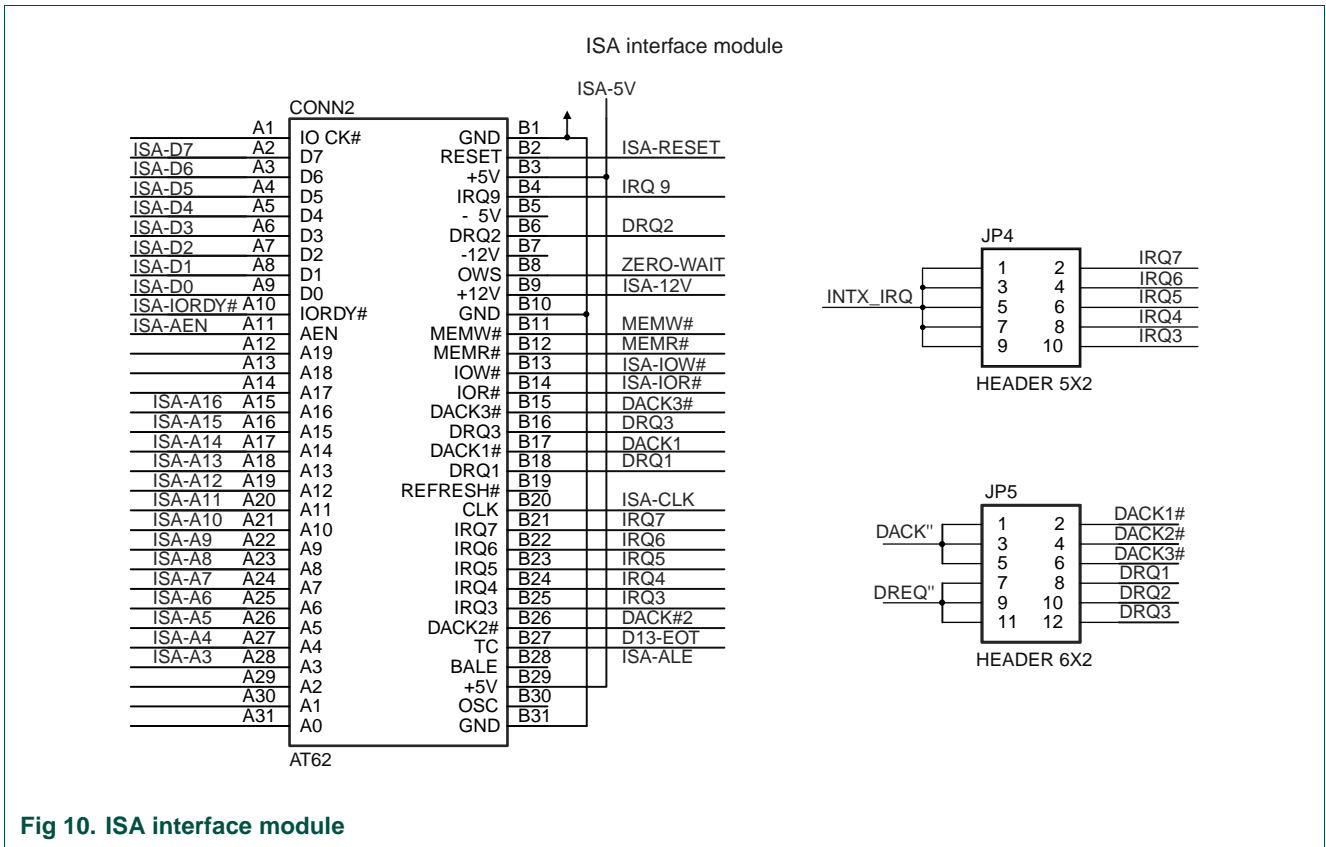 ISA interface module
ISA-5V
CONN2
A1 IO CK# GND B1
ISA-D7 A2 D7 RESET B2 ISA-RESET
ISA-D6 A3 D6 +5V B3
ISA-D5 A4 D5 IRQ9 B4 IRQ 9
ISA-D4 A5 D4 - 5V B5
ISA-D3 A6 D3 DRQ2 B6 DRQ2
ISA-D2 A7 D2 -12V B7
ISA-D1 A8 D1 OWS B8 ZERO-WAIT
ISA-D0 A9 D0 +12V B9 ISA-12V
ISA-IORDY# A10 IORDY# GND B10
ISA-AEN A11 AEN MEMW# B11 MEMW#
A12 A19 MEMR# B12 MEMR#
A13 A18 IOW# B13 ISA-IOW#
A14 A17 IOR# B14 ISA-IOR#
ISA-A16 A15 A16 DACK3# B15 DACK3#
ISA-A15 A16 A15 DRQ3 B16 DRQ3
ISA-A14 A17 A14 DACK1# B17 DACK1
ISA-A13 A18 A13 DRQ1 B18 DRQ1
ISA-A12 A19 A12 REFRESH# B19
ISA-A11 A20 A11 CLK B20 ISA-CLK
ISA-A10 A21 A10 IRQ7 B21 IRQ7
ISA-A9 A22 A9 IRQ6 B22 IRQ6
ISA-A8 A23 A8 IRQ5 B23 IRQ5
ISA-A7 A24 A7 IRQ4 B24 IRQ4
ISA-A6 A25 A6 IRQ3 B25 IRQ3
ISA-A5 A26 A5 DACK2# B26 DACK#2
ISA-A4 A27 A4 TC B27 D13-EOT
ISA-A3 A28 A3 BALE B28 ISA-ALE
A29 A2 +5V B29
A30 A1 OSC B30
A31 A0 GND B31
AT62
JP4
1 2 IRQ7
3 4 IRQ6
INTX_IRQ 5 6 IRQ5
7 8 IRQ4
9 10 IRQ3
HEADER 5X2
JP5
1 2 DACK1#
DACK" 3 4 DACK2#
5 6 DACK3#
DREQ" 7 8 DRQ1
9 10 DRQ2
11 12 DRQ3
HEADER 6X2
Fig 10. ISA interface module